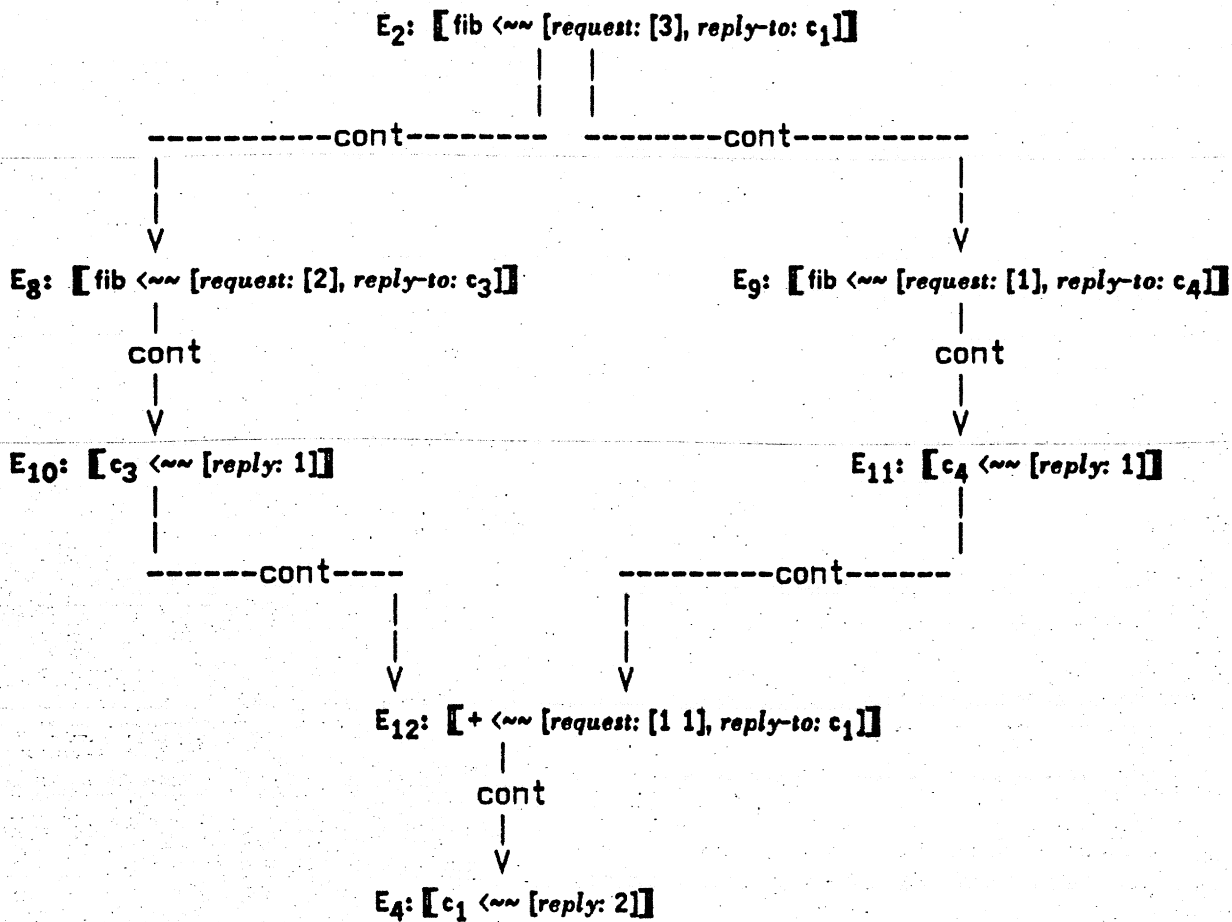 E2: ⟦fib <~~ [request: [3], reply-to: c1]⟧
----------cont-------- --------cont----------
E8: ⟦fib <~~ [request: [2], reply-to: c3]⟧ E9: ⟦fib <~~ [request: [1], reply-to: c4]⟧
cont cont
E10: ⟦c3 <~~ [reply: 1]⟧ E11: ⟦c4 <~~ [reply: 1]⟧
------cont---- ---------cont------
E12: ⟦+ <~~ [request: [1 1], reply-to: c1]⟧
cont
E4: ⟦c1 <~~ [reply: 2]⟧